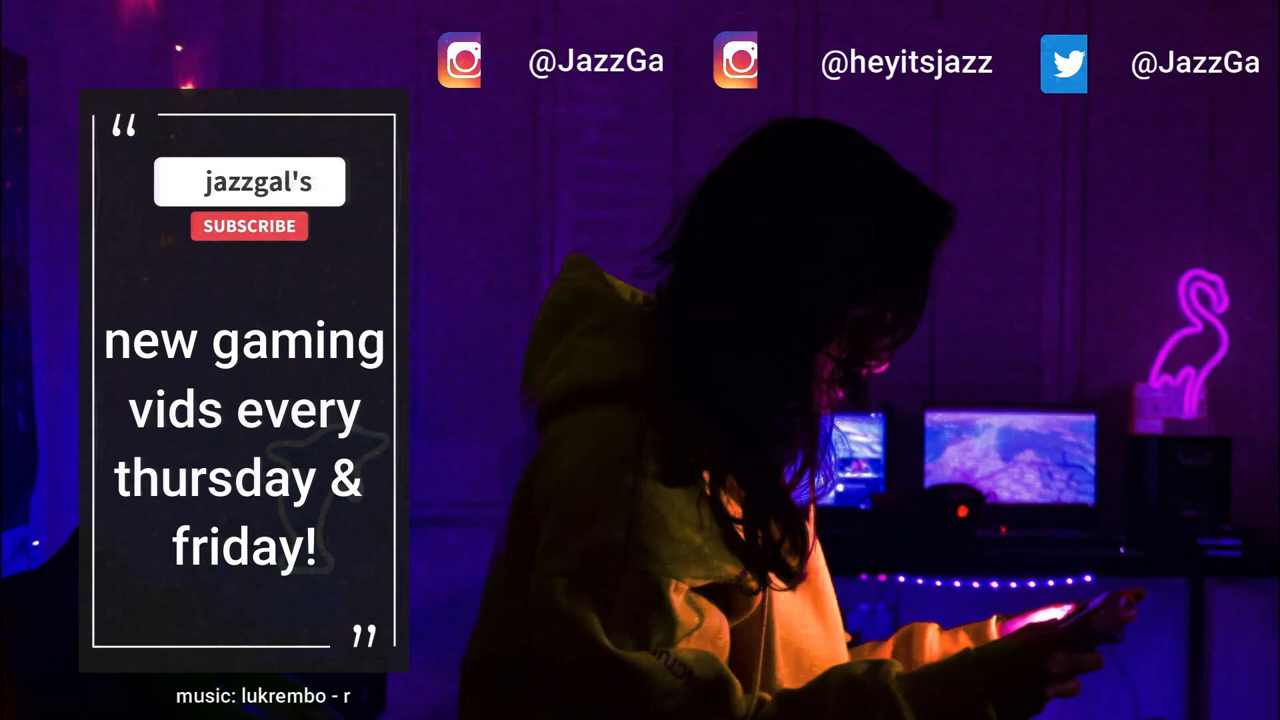 @JazzGa
@heyitsjazz
@JazzGa
“
jazzgal's
SUBSCRIBE
new gaming
vids every
thursday &
friday!
”
music: lukrembo - r